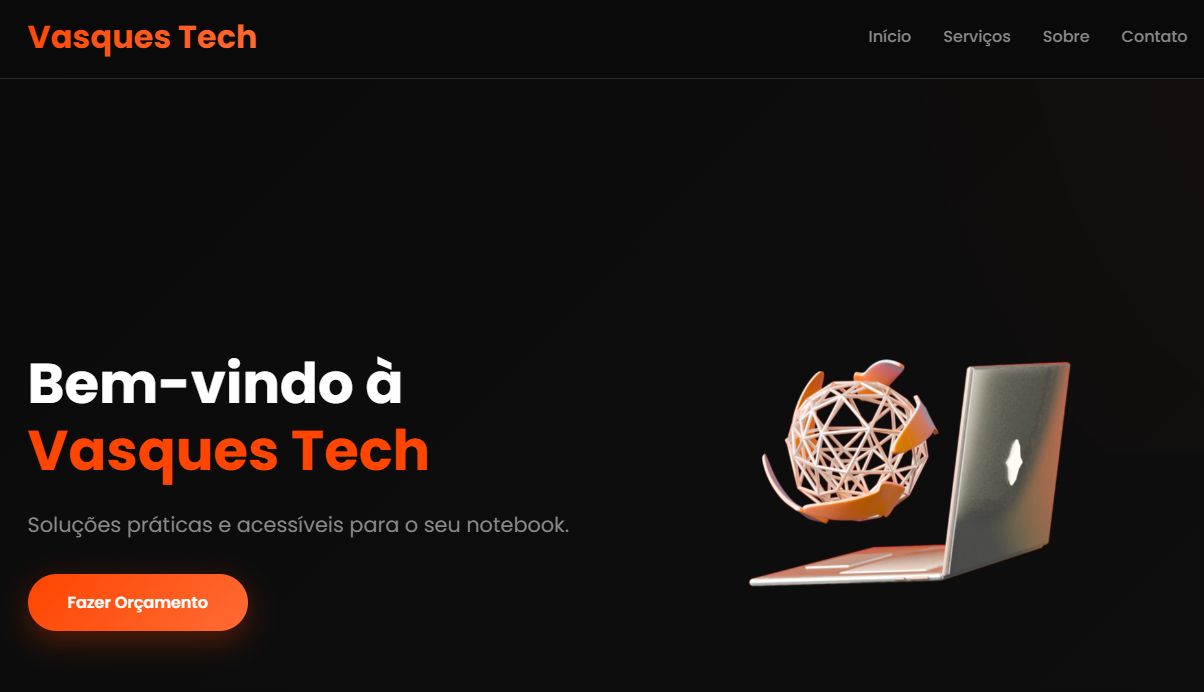 Vasques Tech
Início Serviços Sobre Contato
Bem-vindo à
Vasques Tech
Soluções práticas e acessíveis para o seu notebook.
Fazer Orçamento